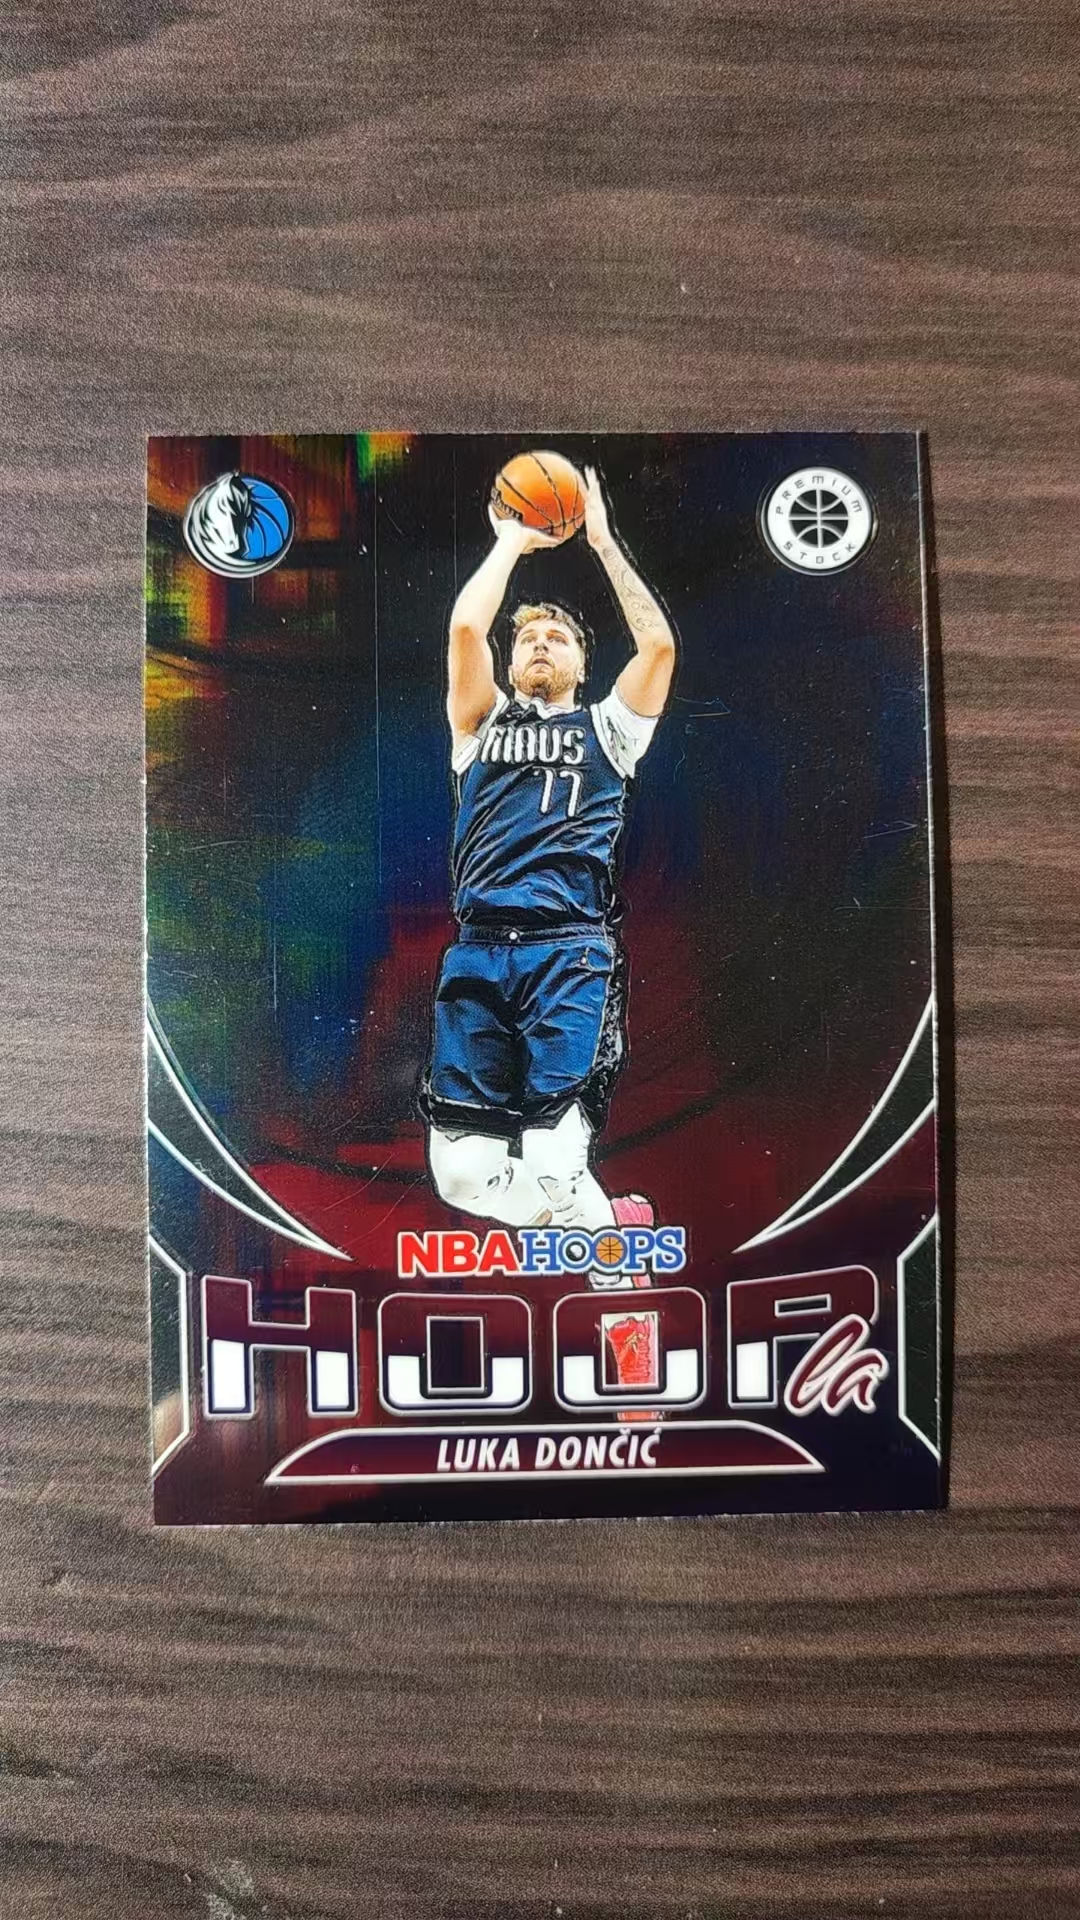 PREMIUM
STOCK
MAVS
77
NBA HOOPS
HOOP
la
LUKA DONČIĆ